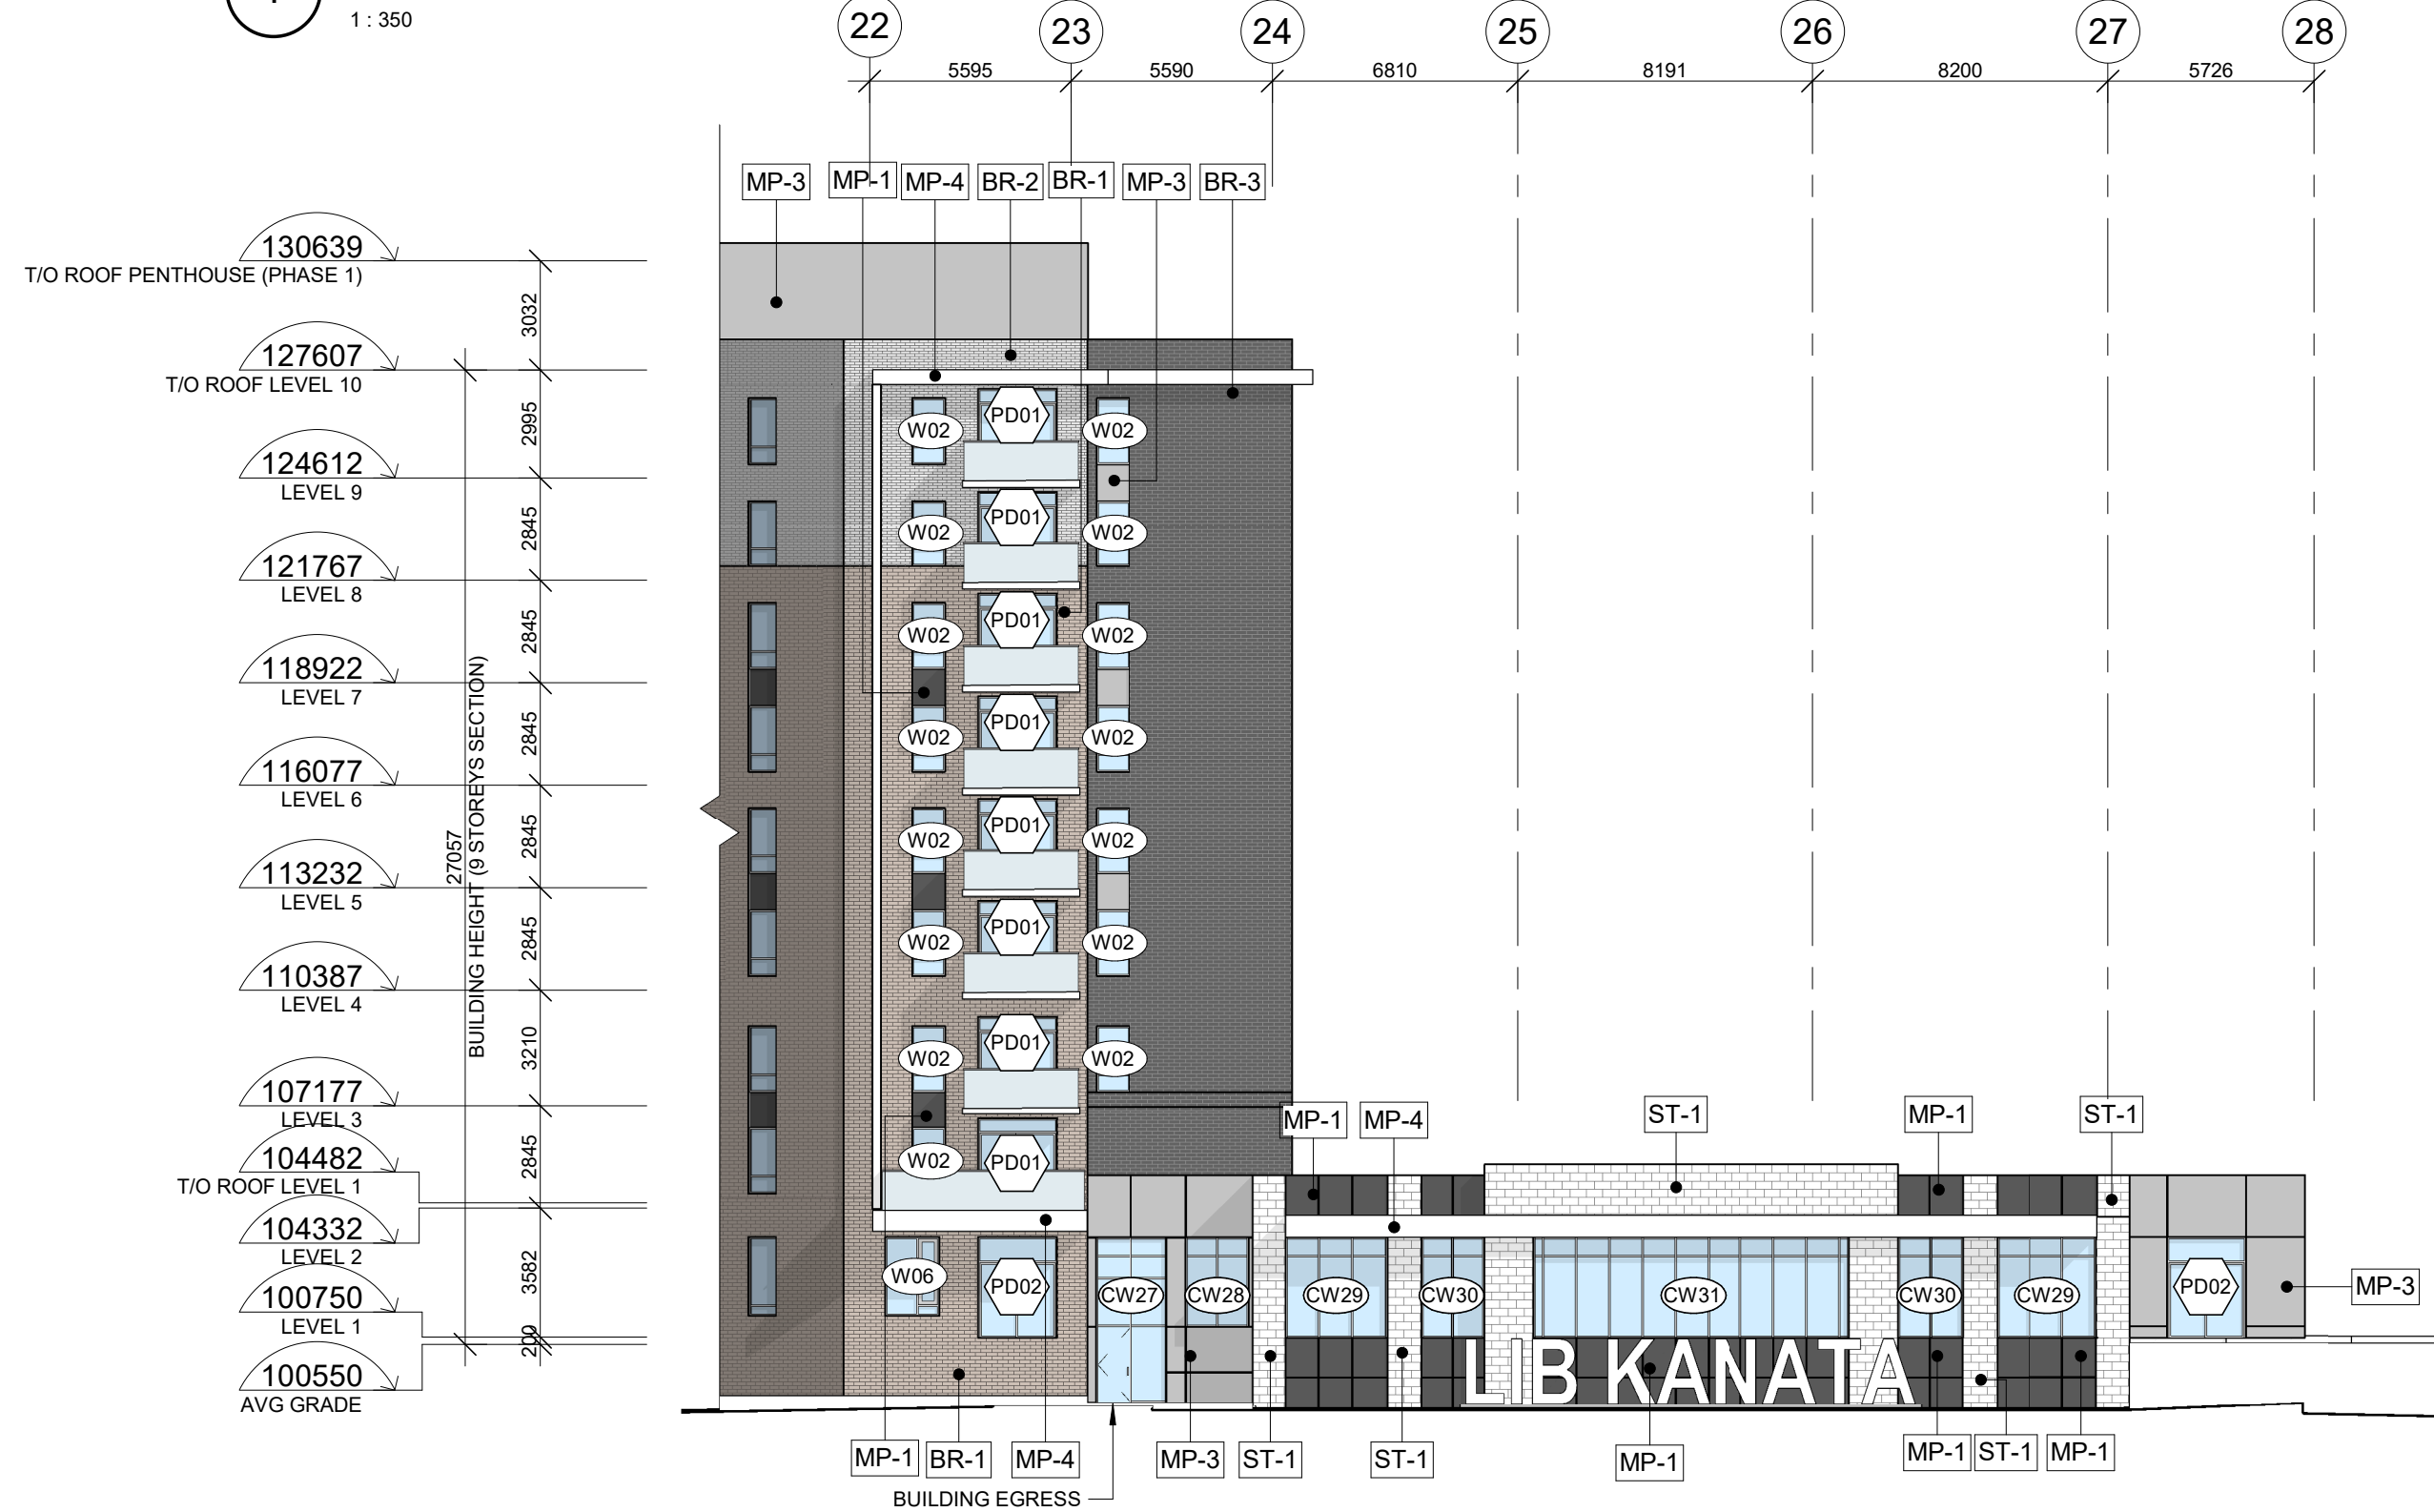 1 : 350
22 23 24 25 26 27 28
5595 5590 6810 8191 8200 5726
MP-3 MP-1 MP-4 BR-2 BR-1 MP-3 BR-3
130639
T/O ROOF PENTHOUSE (PHASE 1)
3032
127607
T/O ROOF LEVEL 10
2995
PD01
W02 W02
124612
LEVEL 9
2845
PD01
W02 W02
121767
LEVEL 8
2845
PD01
W02 W02
118922
LEVEL 7
2845
PD01
W02 W02
116077
LEVEL 6
2845
PD01
W02 W02
27057
BUILDING HEIGHT (9 STOREYS SECTION)
113232
LEVEL 5
2845
PD01
W02 W02
110387
LEVEL 4
3210
PD01
W02 W02
107177
LEVEL 3
2845
MP-1 MP-4 ST-1 MP-1 ST-1
104482
T/O ROOF LEVEL 1
W02 PD01
104332
LEVEL 2
3582
W06 PD02 CW27 CW28 CW29 CW30 CW31 CW30 CW29 PD02 MP-3
100750
LEVEL 1
200
LIB KANATA
100550
AVG GRADE
MP-1 BR-1 MP-4 MP-3 ST-1 ST-1 MP-1 MP-1 ST-1 MP-1
BUILDING EGRESS